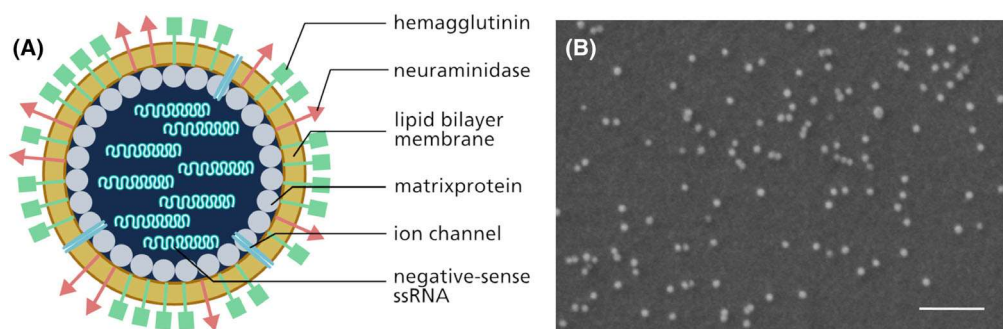 (A)
hemagglutinin
neuraminidase
lipid bilayer
membrane
matrixprotein
ion channel
negative-sense
ssRNA
(B)